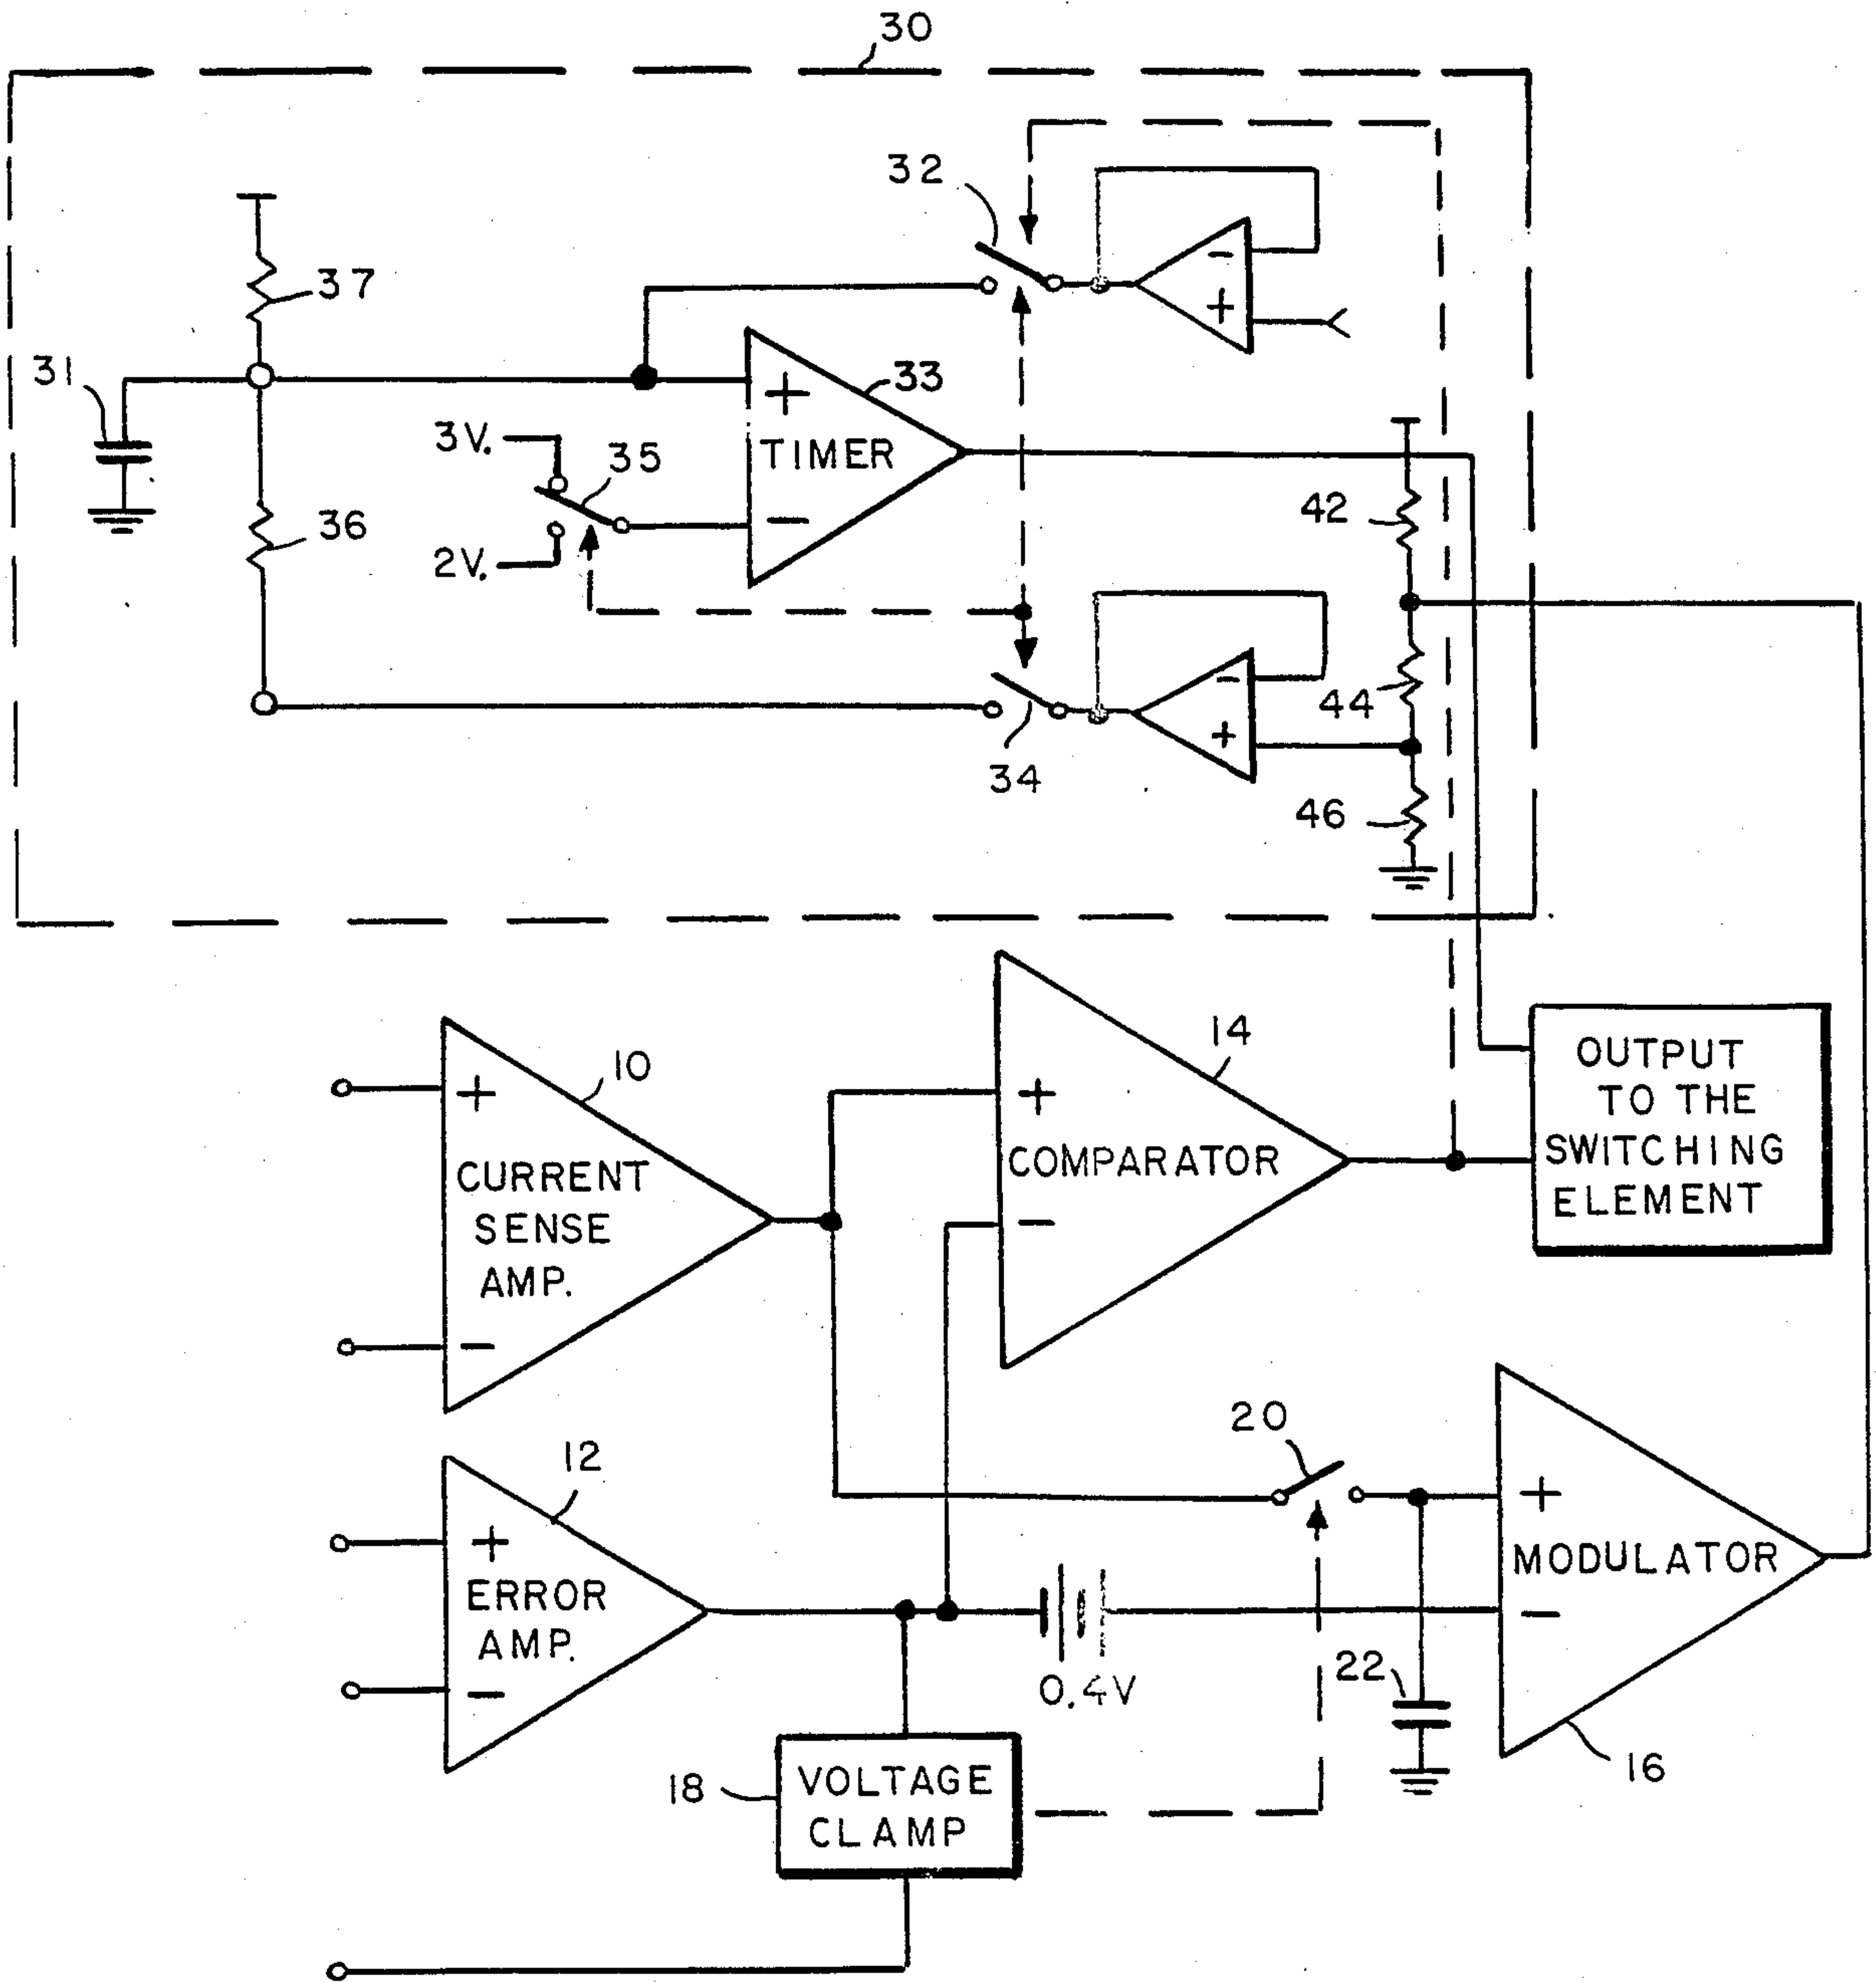 30
32
-
+
37
31
+
33
3V.
35
TIMER
42
36
2V.
-
-
44
+
34
46
14
10
+
+
OUTPUT
TO THE
SWITCHING
ELEMENT
CURRENT
SENSE
AMP.
COMPARATOR
-
-
20
12
+
+
MODULATOR
ERROR
AMP.
-
-
0.4V
22
16
18
VOLTAGE
CLAMP